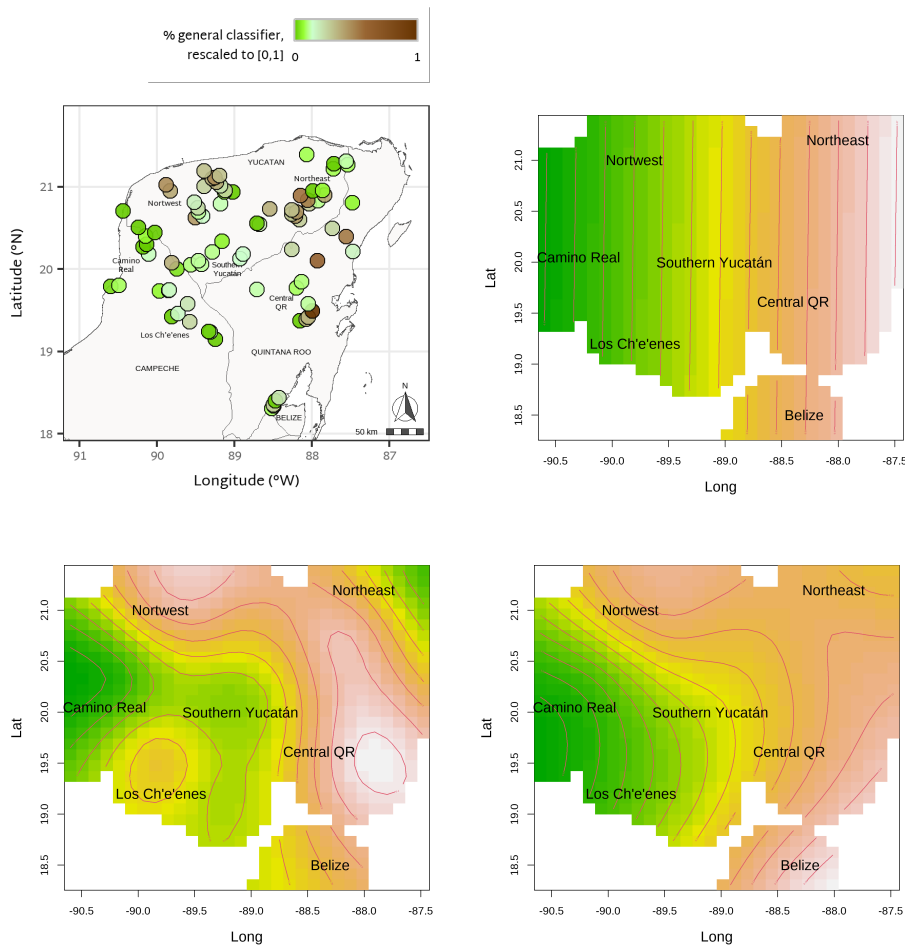 % general classifier,
rescaled to [0,1]
0 1
YUCATAN
Northeast
Northwest
Camino
Real
Southern
Yucatán
Central
QR
Los Ch'e'enes
QUINTANA ROO
CAMPECHE
BELIZE
N
50 km
21
20
19
18
91 90 89 88 87
Latitude (°N)
Longitude (°W)
Nortwest
Northeast
Camino Real
Southern Yucatán
Central QR
Los Ch'e'enes
Belize
21.0
20.5
20.0
19.5
19.0
18.5
-90.5 -90.0 -89.5 -89.0 -88.5 -88.0 -87.5
Lat
Long
Northeast
Nortwest
Camino Real
Southern Yucatán
Central QR
Los Ch'e'enes
Belize
21.0
20.5
20.0
19.5
19.0
18.5
-90.5 -90.0 -89.5 -89.0 -88.5 -88.0 -87.5
Lat
Long
Northeast
Nortwest
Camino Real
Southern Yucatán
Central QR
Los Ch'e'enes
Belize
21.0
20.5
20.0
19.5
19.0
18.5
-90.5 -90.0 -89.5 -89.0 -88.5 -88.0 -87.5
Lat
Long